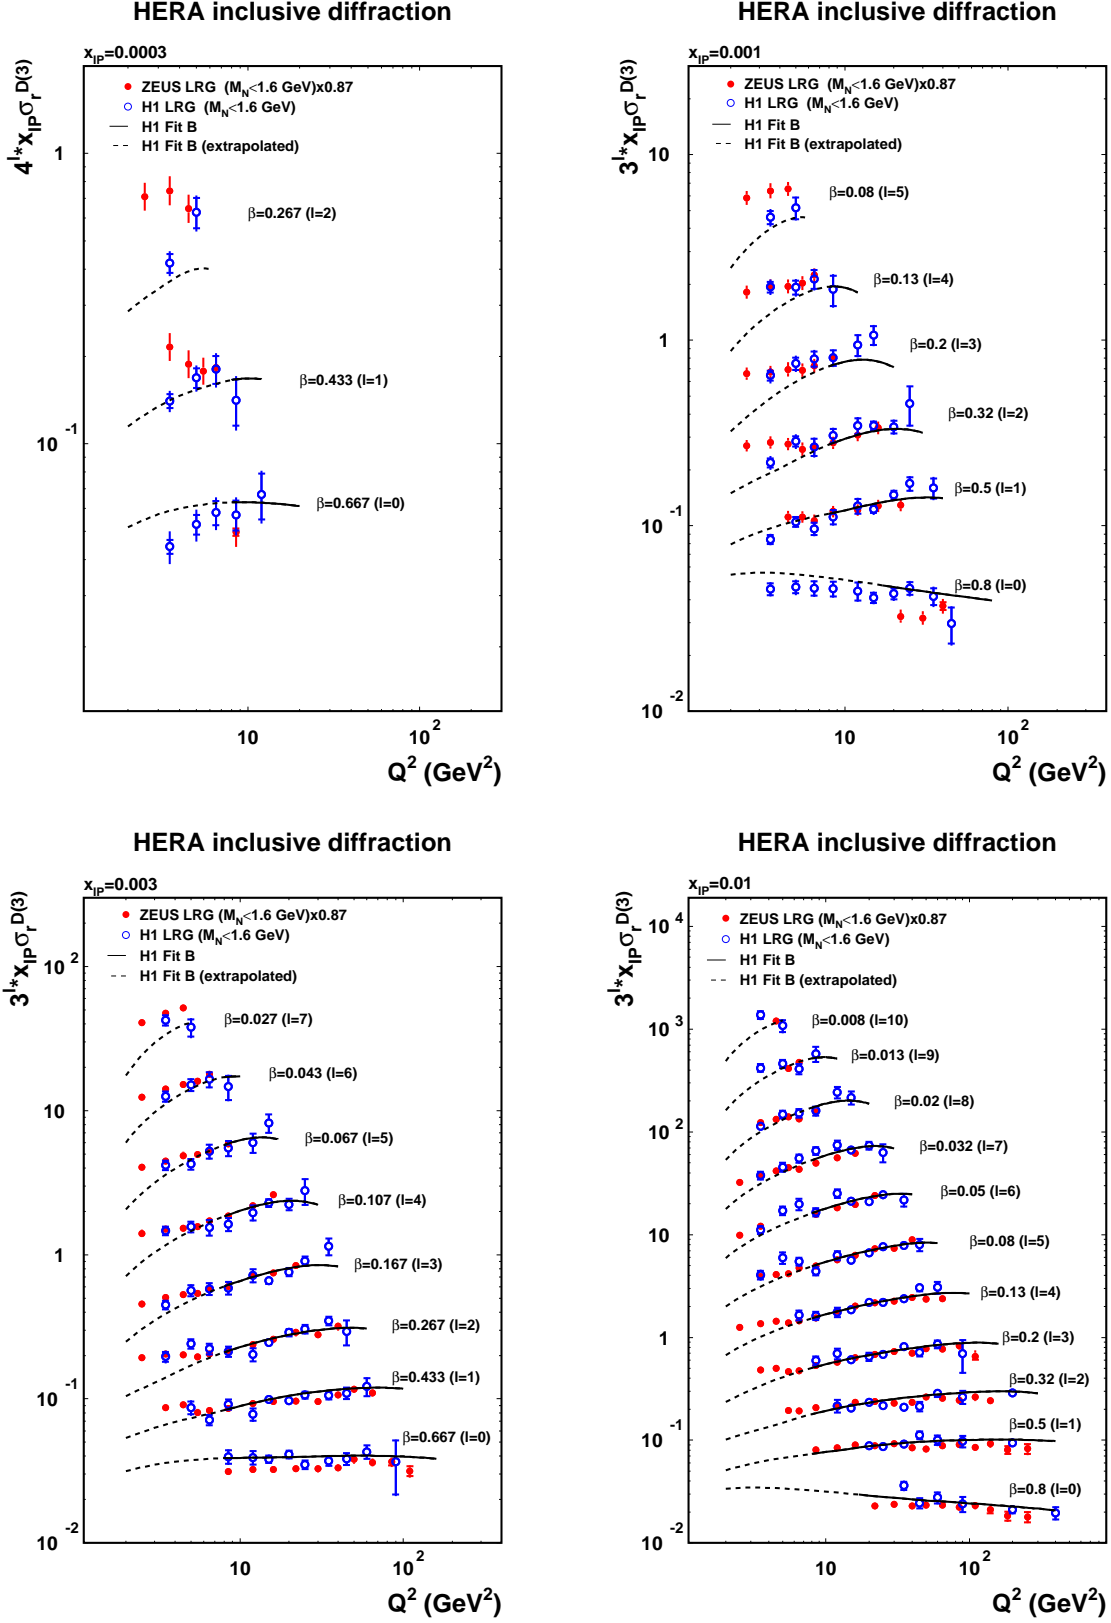 HERA inclusive diffraction
x_IP=0.0003
4^l*x_IP σ_r^D(3)
ZEUS LRG (M_N<1.6 GeV)x0.87
H1 LRG (M_N<1.6 GeV)
H1 Fit B
H1 Fit B (extrapolated)
1
β=0.267 (l=2)
β=0.433 (l=1)
10^-1
β=0.667 (l=0)
10
10^2
Q^2 (GeV^2)
HERA inclusive diffraction
x_IP=0.001
3^l*x_IP σ_r^D(3)
ZEUS LRG (M_N<1.6 GeV)x0.87
H1 LRG (M_N<1.6 GeV)
H1 Fit B
H1 Fit B (extrapolated)
10
β=0.08 (l=5)
β=0.13 (l=4)
1
β=0.2 (l=3)
β=0.32 (l=2)
β=0.5 (l=1)
10^-1
β=0.8 (l=0)
10^-2
10
10^2
Q^2 (GeV^2)
HERA inclusive diffraction
x_IP=0.003
3^l*x_IP σ_r^D(3)
ZEUS LRG (M_N<1.6 GeV)x0.87
H1 LRG (M_N<1.6 GeV)
H1 Fit B
H1 Fit B (extrapolated)
10^2
β=0.027 (l=7)
β=0.043 (l=6)
10
β=0.067 (l=5)
β=0.107 (l=4)
1
β=0.167 (l=3)
β=0.267 (l=2)
β=0.433 (l=1)
10^-1
β=0.667 (l=0)
10^-2
10
10^2
Q^2 (GeV^2)
HERA inclusive diffraction
x_IP=0.01
3^l*x_IP σ_r^D(3)
10^4
ZEUS LRG (M_N<1.6 GeV)x0.87
H1 LRG (M_N<1.6 GeV)
H1 Fit B
H1 Fit B (extrapolated)
10^3
β=0.008 (l=10)
β=0.013 (l=9)
β=0.02 (l=8)
10^2
β=0.032 (l=7)
β=0.05 (l=6)
10
β=0.08 (l=5)
β=0.13 (l=4)
1
β=0.2 (l=3)
β=0.32 (l=2)
10^-1
β=0.5 (l=1)
β=0.8 (l=0)
10^-2
10
10^2
Q^2 (GeV^2)